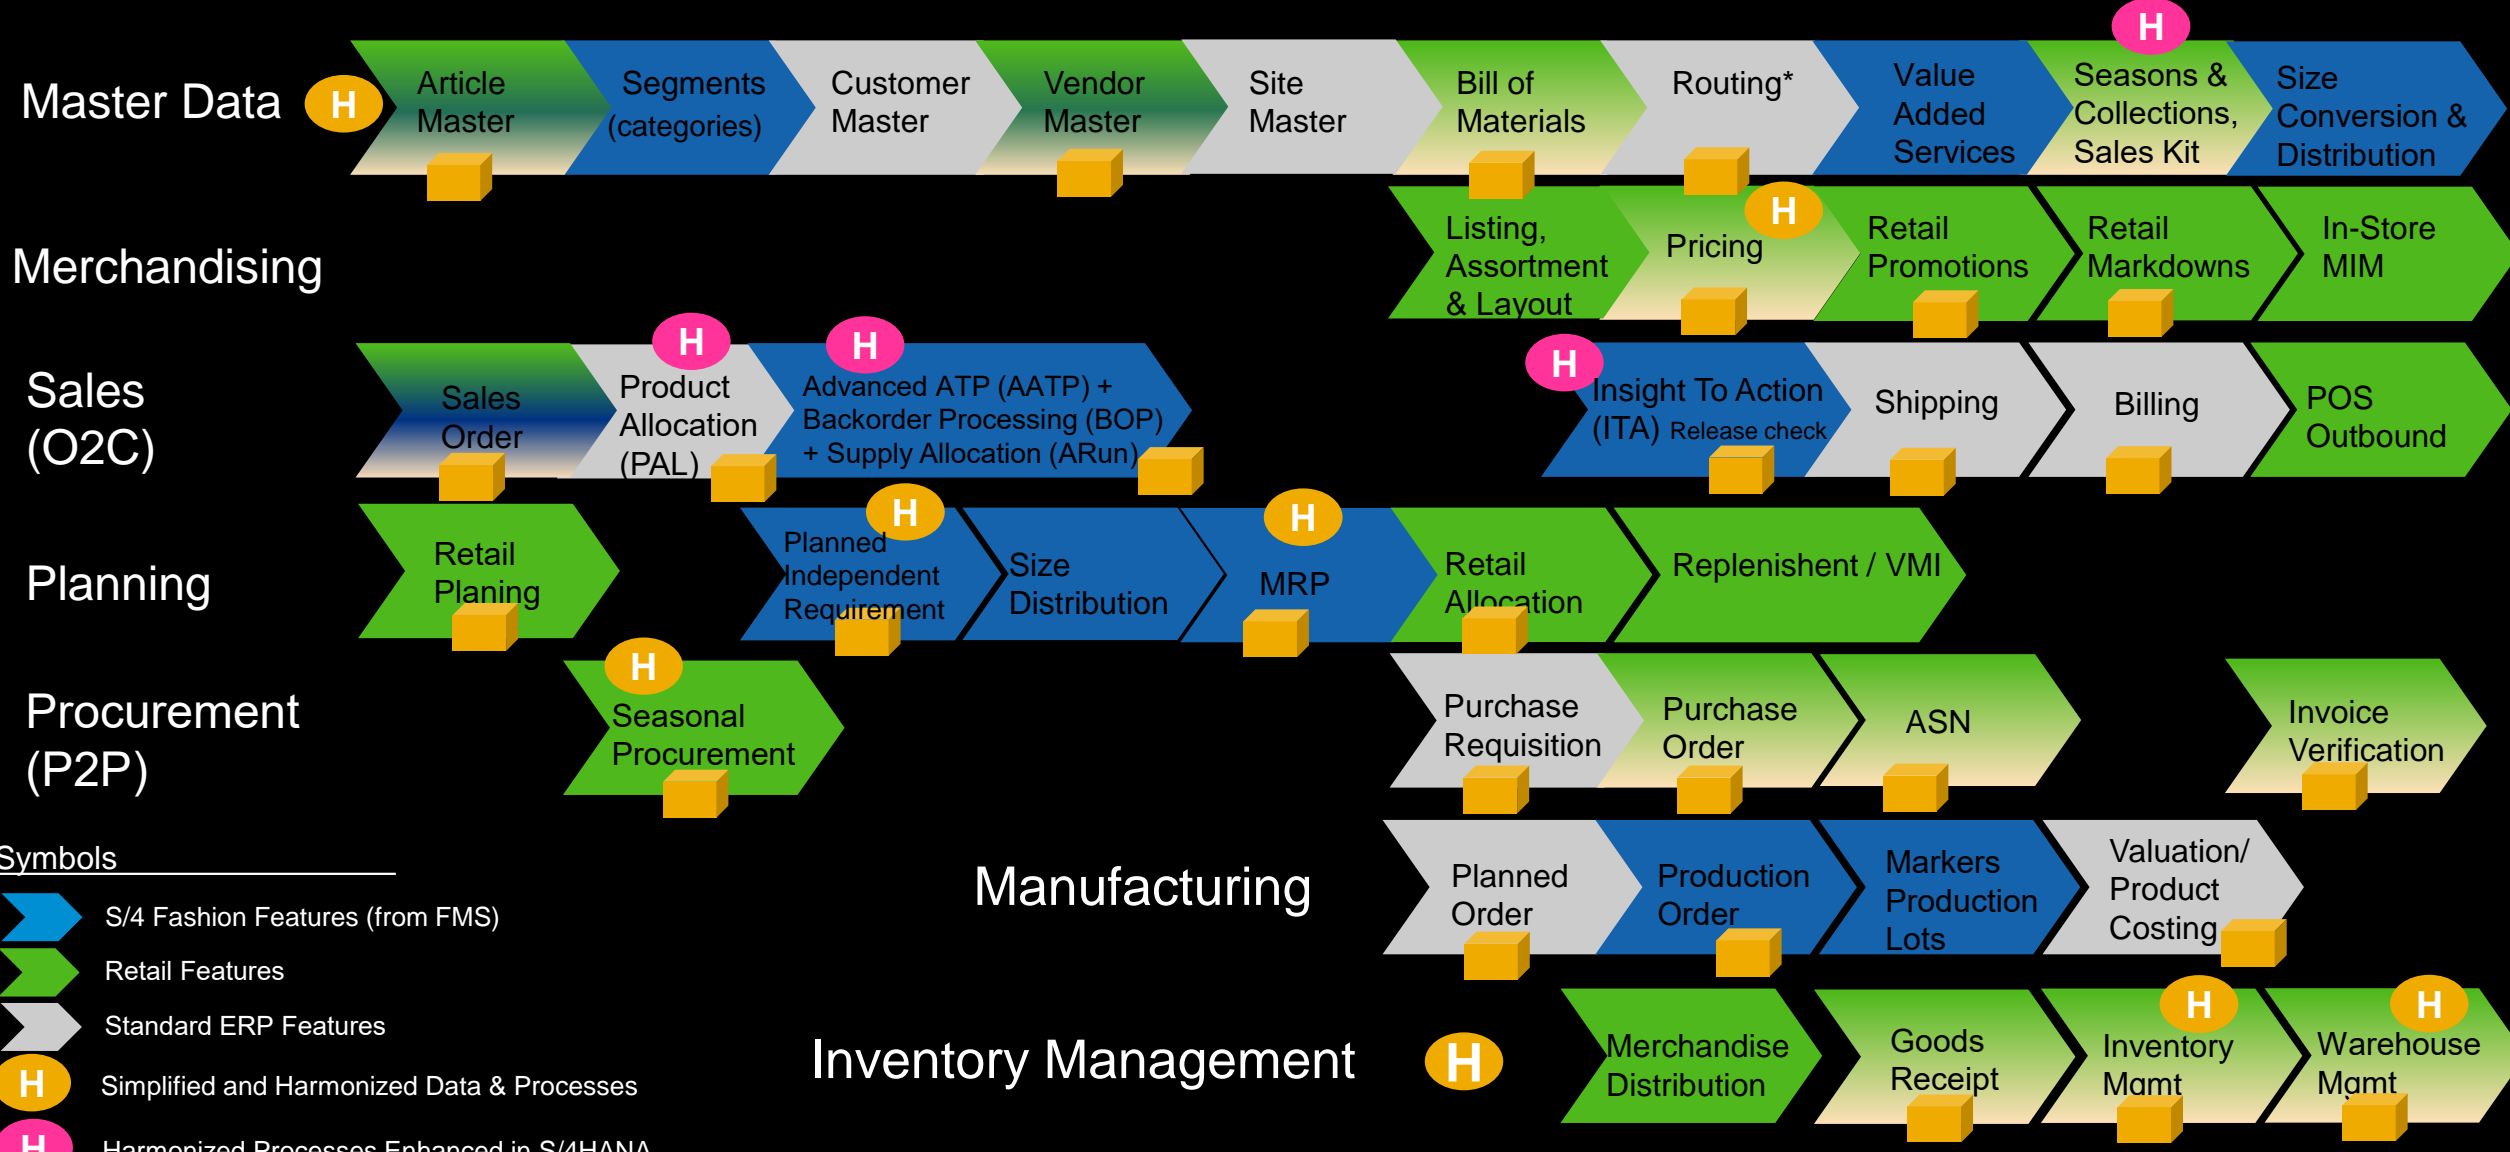 Master Data
H
Article
Master
Segments
(categories)
Customer
Master
Vendor
Master
Site
Master
Bill of
Materials
Routing*
Value
Added
Services
H
Seasons &
Collections,
Sales Kit
Size
Conversion &
Distribution
Merchandising
Listing,
Assortment
& Layout
Pricing
H
Retail
Promotions
Retail
Markdowns
In-Store
MIM
Sales
(O2C)
Sales
Order
H
Product
Allocation
(PAL)
H
Advanced ATP (AATP) +
Backorder Processing (BOP)
+ Supply Allocation (ARun)
H
Insight To Action
(ITA) Release check
Shipping
Billing
POS
Outbound
Planning
Retail
Planing
H
Planned
Independent
Requirement
Size
Distribution
H
MRP
Retail
Allocation
Replenishent / VMI
Procurement
(P2P)
H
Seasonal
Procurement
Purchase
Requisition
Purchase
Order
ASN
Invoice
Verification
Manufacturing
Planned
Order
Production
Order
Markers
Production
Lots
Valuation/
Product
Costing
Inventory Management
H
Merchandise
Distribution
Goods
Receipt
H
Inventory
Mgmt
H
Warehouse
Mgmt
Symbols
S/4 Fashion Features (from FMS)
Retail Features
Standard ERP Features
H
Simplified and Harmonized Data & Processes
H
Harmonized Processes Enhanced in S/4HANA